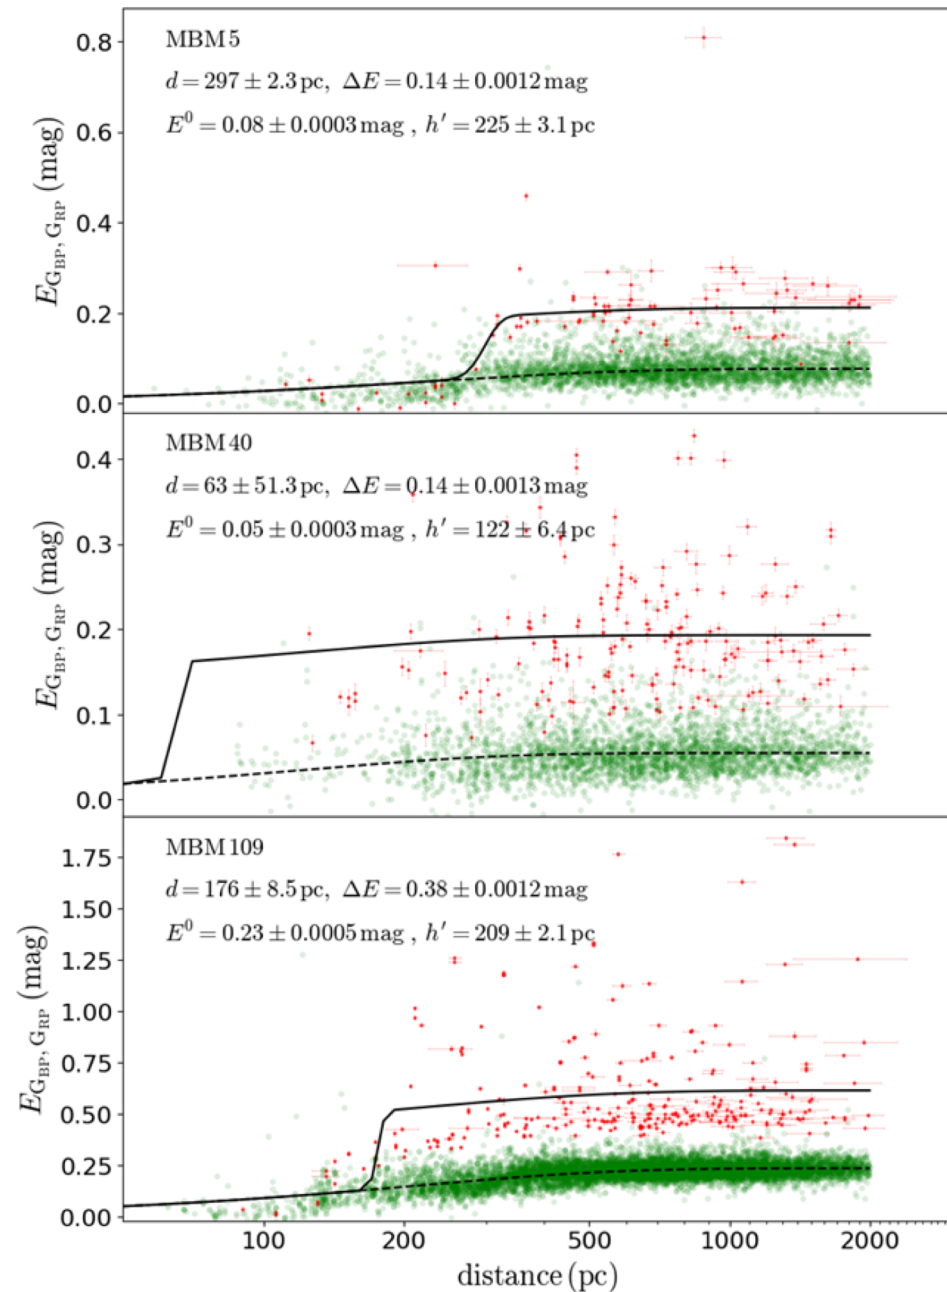 MBM 5
d = 297 ± 2.3 pc, ΔE = 0.14 ± 0.0012 mag
E⁰ = 0.08 ± 0.0003 mag , h′ = 225 ± 3.1 pc
E_{G_BP, G_RP} (mag)
0.8
0.6
0.4
0.2
0.0
MBM 40
d = 63 ± 51.3 pc, ΔE = 0.14 ± 0.0013 mag
E⁰ = 0.05 ± 0.0003 mag , h′ = 122 ± 6.4 pc
E_{G_BP, G_RP} (mag)
0.4
0.3
0.2
0.1
0.0
MBM 109
d = 176 ± 8.5 pc, ΔE = 0.38 ± 0.0012 mag
E⁰ = 0.23 ± 0.0005 mag , h′ = 209 ± 2.1 pc
E_{G_BP, G_RP} (mag)
1.75
1.50
1.25
1.00
0.75
0.50
0.25
0.00
100 200 500 1000 2000
distance (pc)